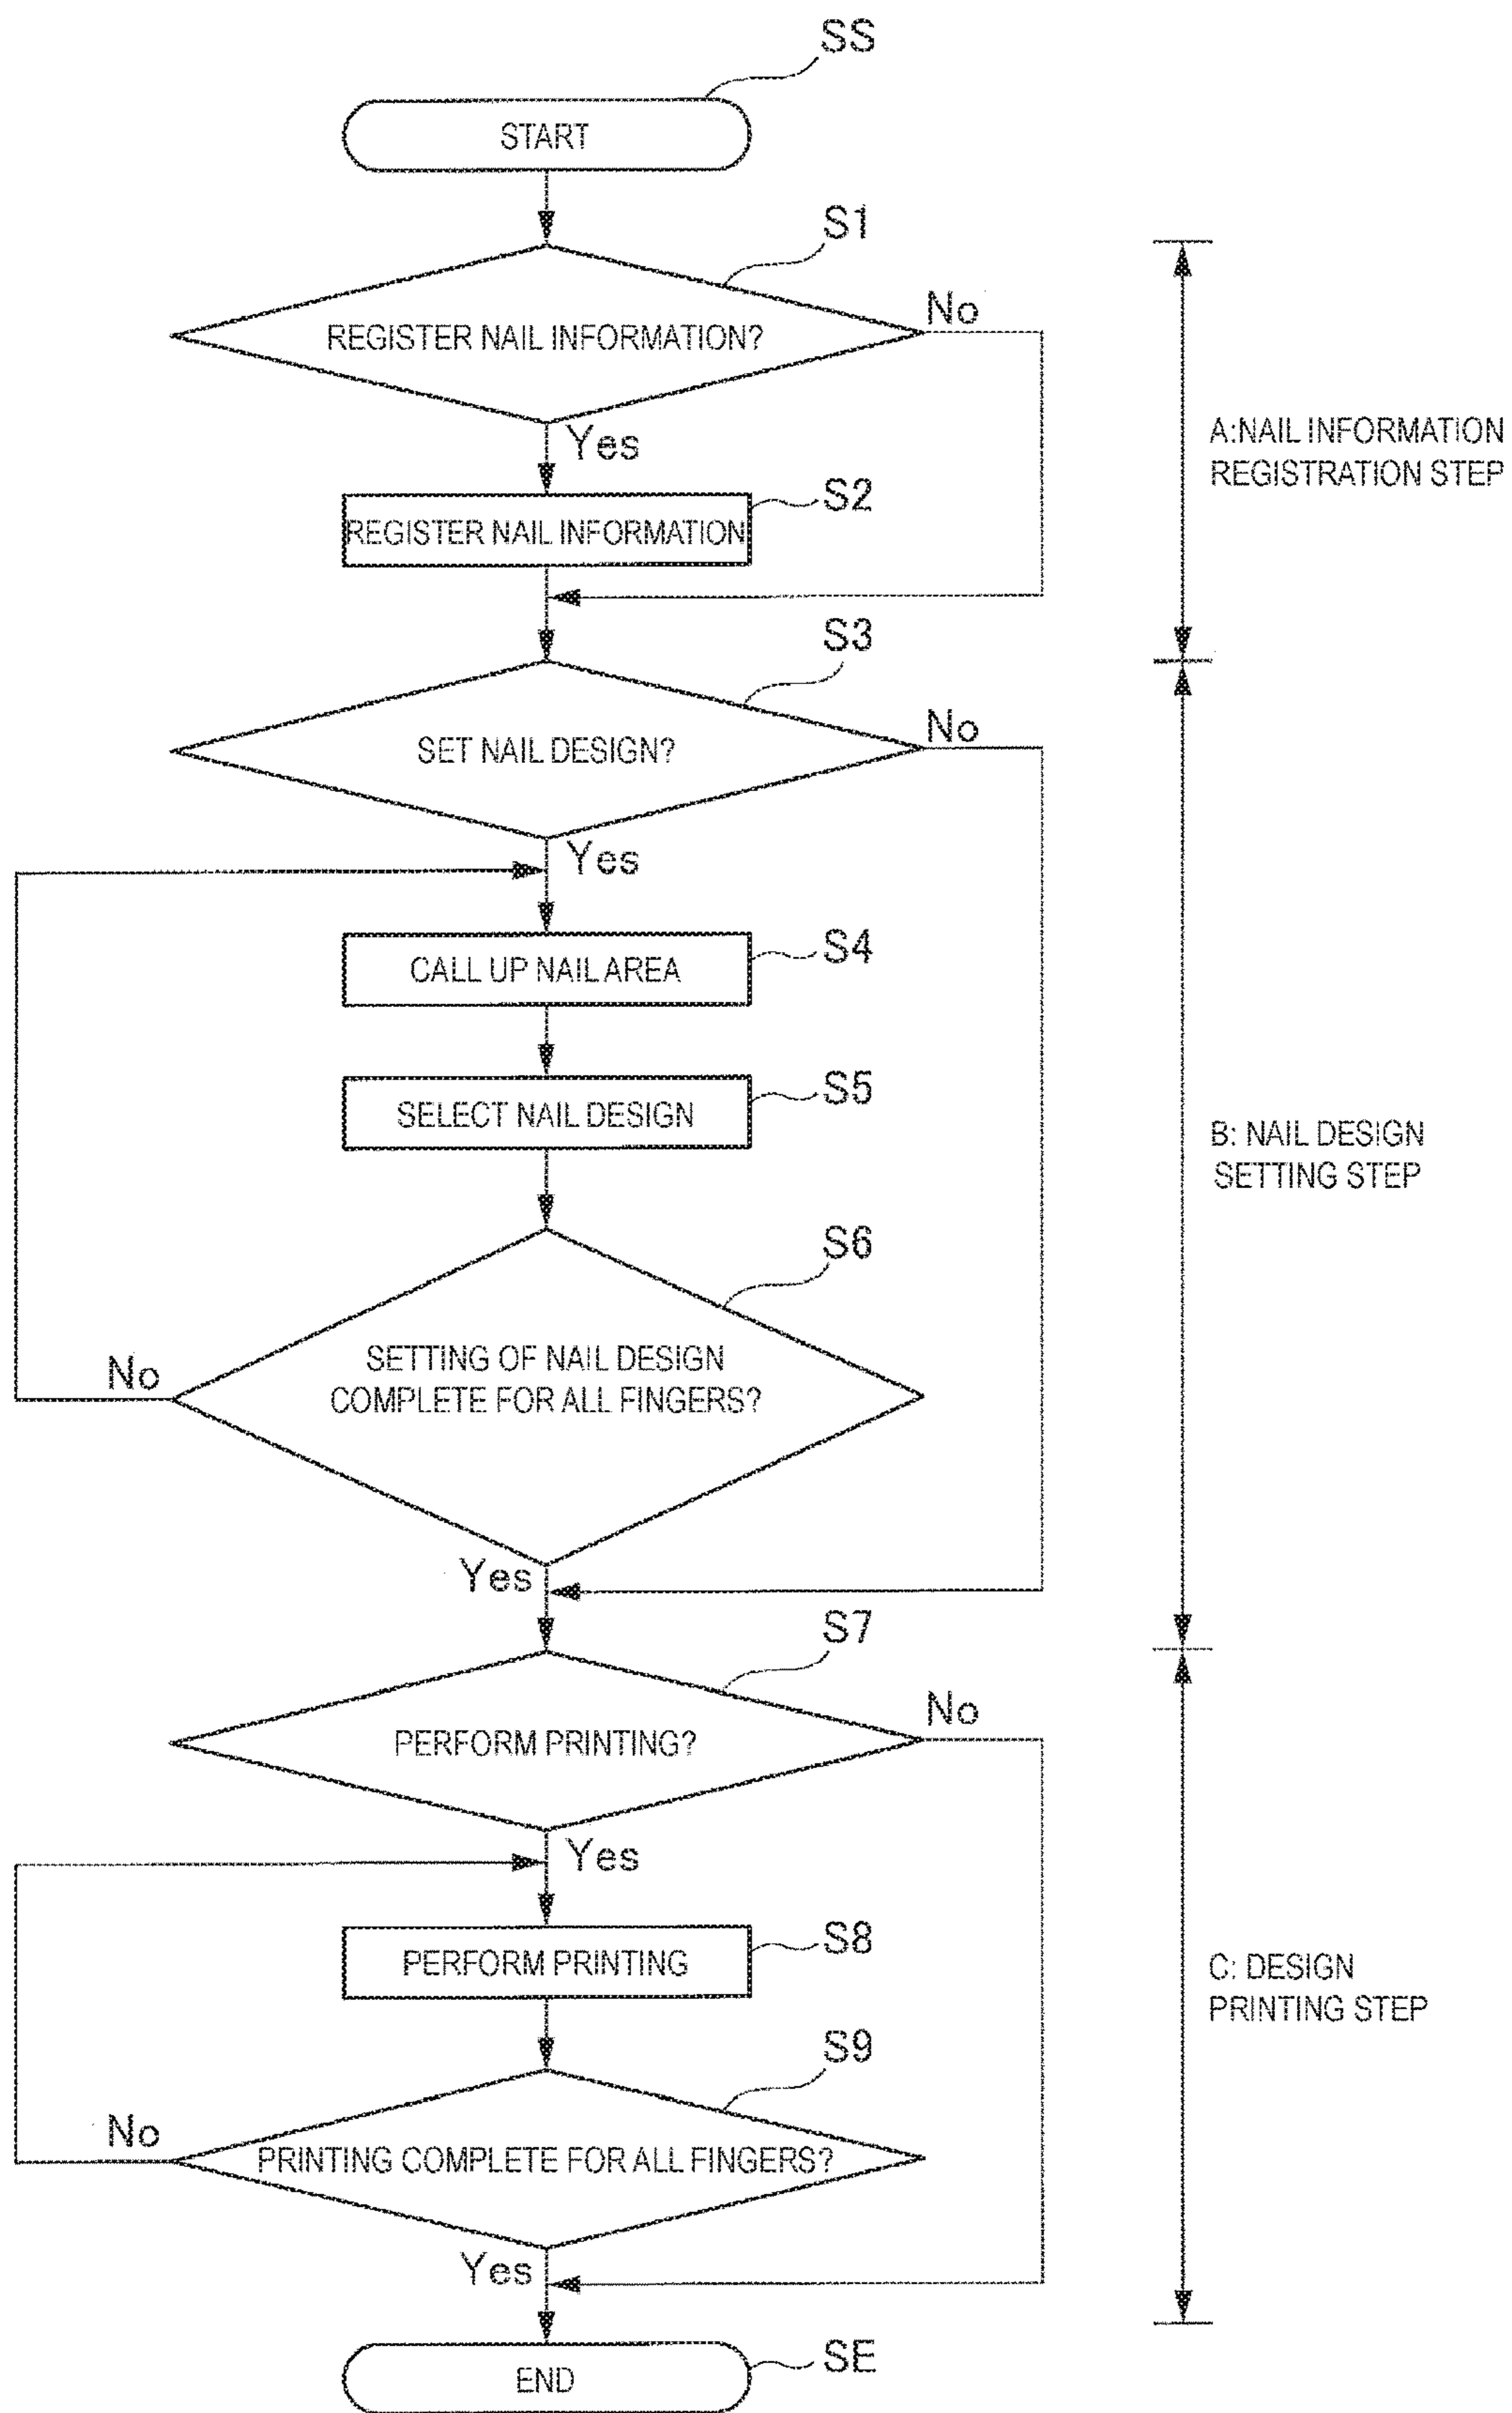 SS
START
S1
REGISTER NAIL INFORMATION?
No
Yes
A:NAIL INFORMATION
REGISTRATION STEP
S2
REGISTER NAIL INFORMATION
S3
SET NAIL DESIGN?
No
Yes
S4
CALL UP NAIL AREA
S5
SELECT NAIL DESIGN
B: NAIL DESIGN
SETTING STEP
S6
SETTING OF NAIL DESIGN
COMPLETE FOR ALL FINGERS?
No
Yes
S7
PERFORM PRINTING?
No
Yes
S8
PERFORM PRINTING
C: DESIGN
PRINTING STEP
S9
PRINTING COMPLETE FOR ALL FINGERS?
No
Yes
SE
END